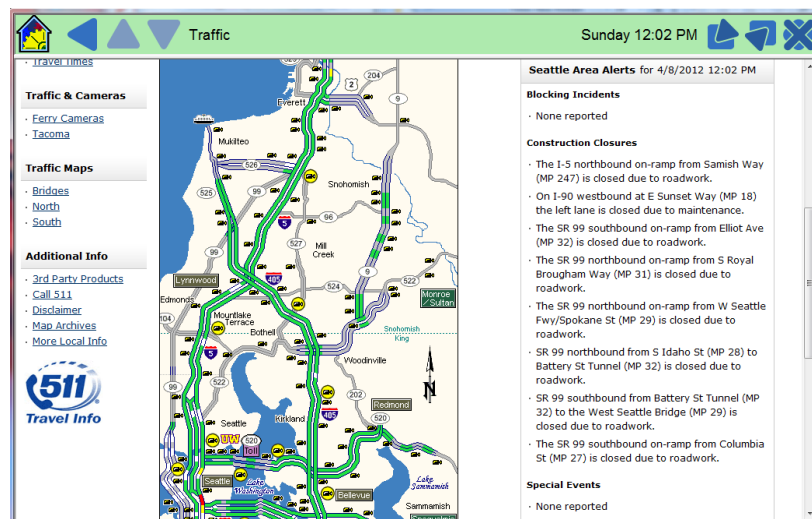 Traffic
Sunday 12:02 PM
Travel Times
Traffic & Cameras
· Ferry Cameras
· Tacoma
Traffic Maps
· Bridges
· North
· South
Additional Info
· 3rd Party Products
· Call 511
· Disclaimer
· Map Archives
· More Local Info
511
Travel Info
529
2
204
Everett
9
Mukilteo
526
525
99
Snohomish
5
96
527
Mill
Creek
99
405
9
524
522
Lynnwood
Monroe
/Sultan
Edmonds
104
Mountlake
Terrace
Bothell
Snohomish
King
5
Woodinville
N
522
99
202
Redmond
405
520
Kirkland
Seattle
UW
520
Toll
Seattle
Lake
Washington
Bellevue
Lake
Sammamish
Sammamish
Seattle Area Alerts for 4/8/2012 12:02 PM
Blocking Incidents
· None reported
Construction Closures
· The I-5 northbound on-ramp from Samish Way
(MP 247) is closed due to roadwork.
· On I-90 westbound at E Sunset Way (MP 18)
the left lane is closed due to maintenance.
· The SR 99 southbound on-ramp from Elliot Ave
(MP 32) is closed due to roadwork.
· The SR 99 northbound on-ramp from S Royal
Brougham Way (MP 31) is closed due to
roadwork.
· The SR 99 northbound on-ramp from W Seattle
Fwy/Spokane St (MP 29) is closed due to
roadwork.
· SR 99 northbound from S Idaho St (MP 28) to
Battery St Tunnel (MP 32) is closed due to
roadwork.
· SR 99 southbound from Battery St Tunnel (MP
32) to the West Seattle Bridge (MP 29) is
closed due to roadwork.
· The SR 99 southbound on-ramp from Columbia
St (MP 27) is closed due to roadwork.
Special Events
· None reported